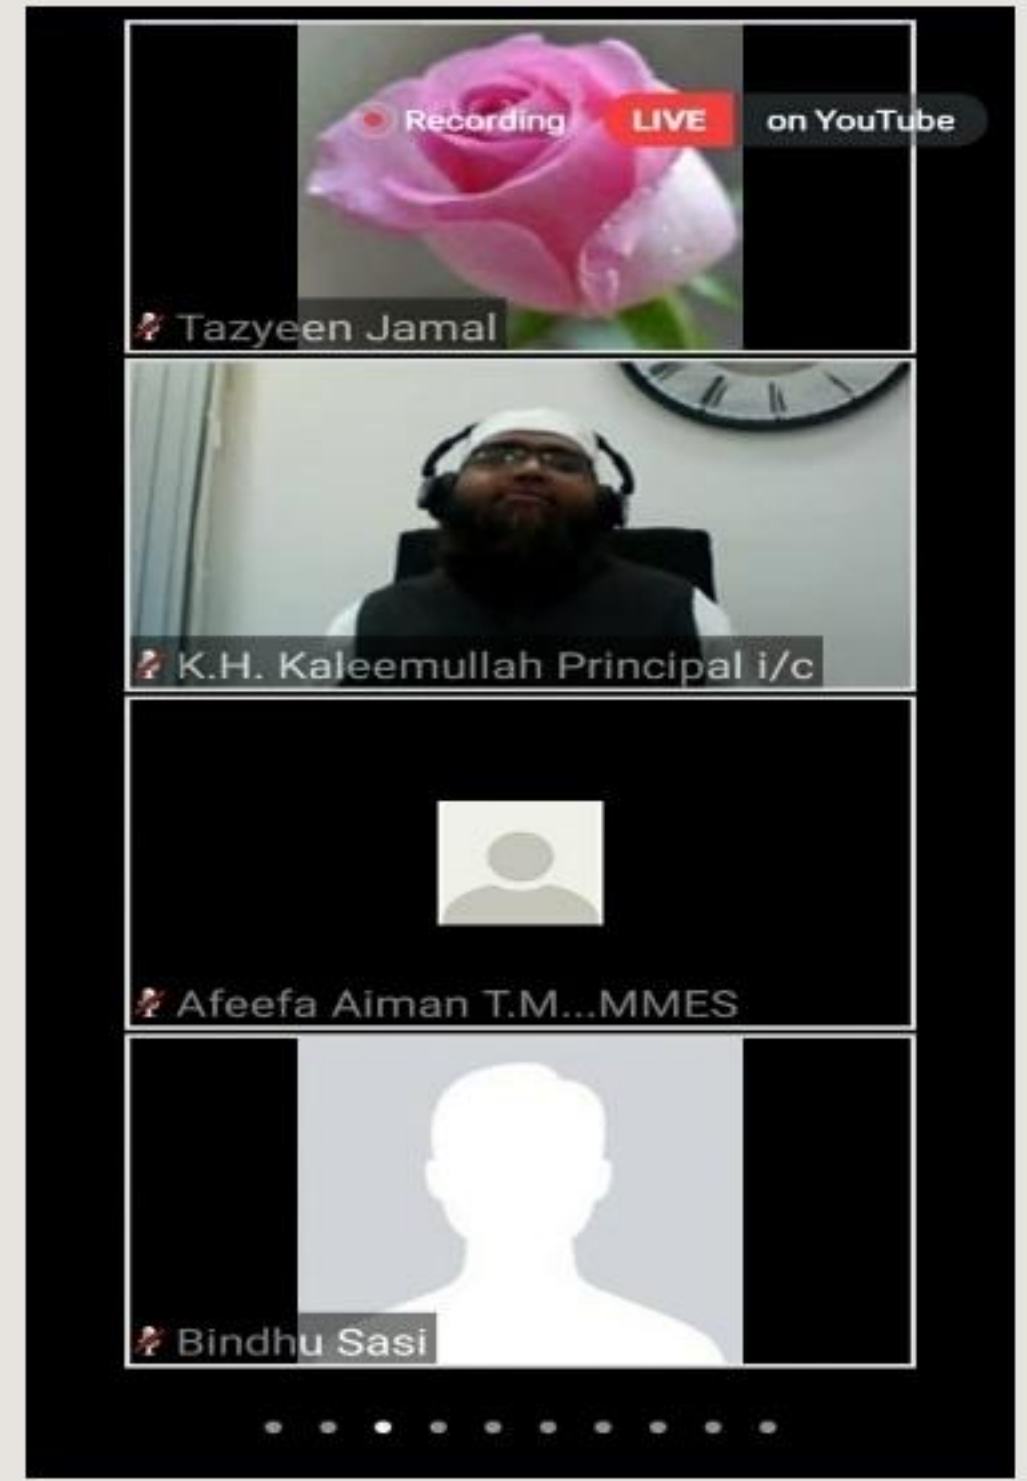 Recording LIVE on YouTube
Tazyeen Jamal
K.H. Kaleemullah Principal i/c
Afeefa Aiman T.M...MMES
Bindhu Sasi